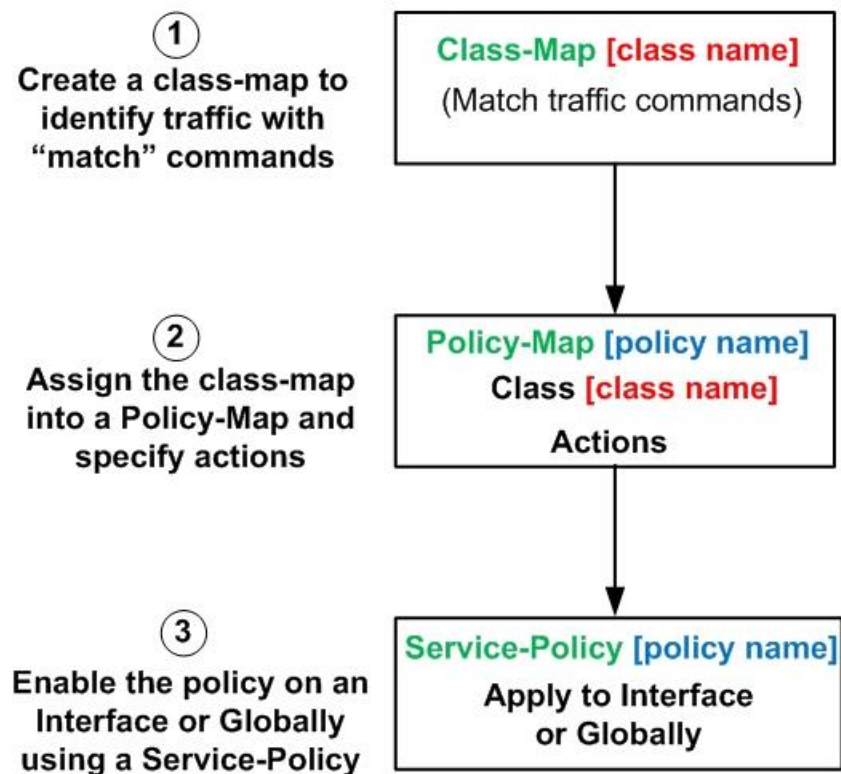 1
Create a class-map to
identify traffic with
“match” commands
Class-Map [class name]
(Match traffic commands)
2
Assign the class-map
into a Policy-Map and
specify actions
Policy-Map [policy name]
Class [class name]
Actions
3
Enable the policy on an
Interface or Globally
using a Service-Policy
Service-Policy [policy name]
Apply to Interface
or Globally